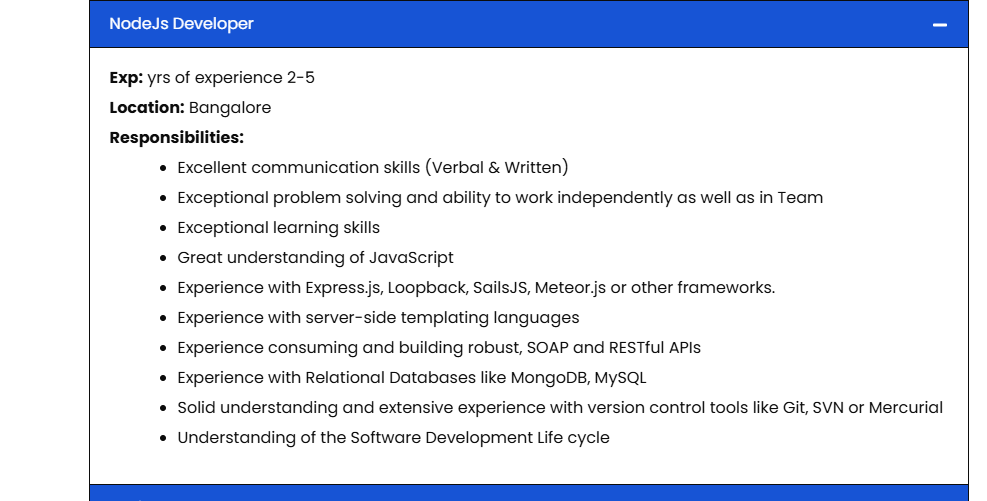 NodeJs Developer
Exp: yrs of experience 2-5
Location: Bangalore
Responsibilities:
Excellent communication skills (Verbal & Written)
Exceptional problem solving and ability to work independently as well as in Team
Exceptional learning skills
Great understanding of JavaScript
Experience with Express.js, Loopback, SailsJS, Meteor.js or other frameworks.
Experience with server-side templating languages
Experience consuming and building robust, SOAP and RESTful APIs
Experience with Relational Databases like MongoDB, MySQL
Solid understanding and extensive experience with version control tools like Git, SVN or Mercurial
Understanding of the Software Development Life cycle